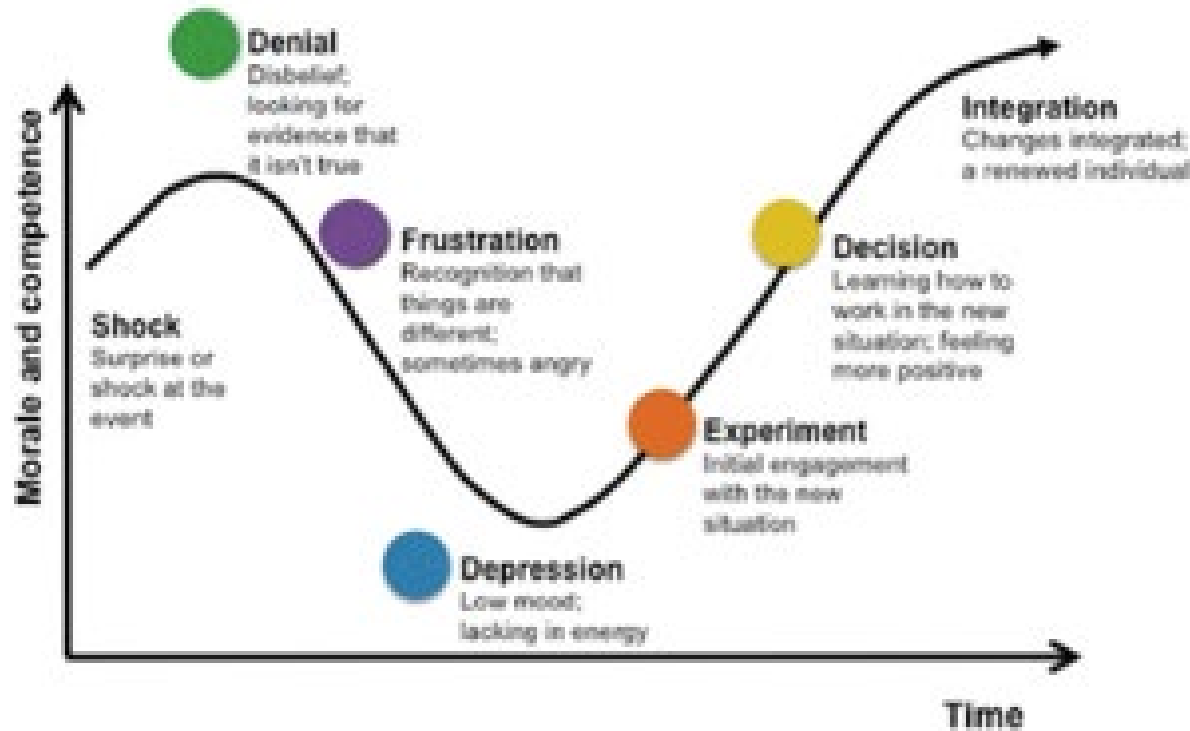 Denial
Disbelief;
looking for
evidence that
it isn't true
Morale and competence
Shock
Surprise or
shock at the
event
Frustration
Recognition that
things are
different;
sometimes angry
Depression
Low mood;
lacking in energy
Experiment
Initial engagement
with the new
situation
Decision
Learning how to
work in the new
situation; feeling
more positive
Integration
Changes integrated;
a renewed individual
Time